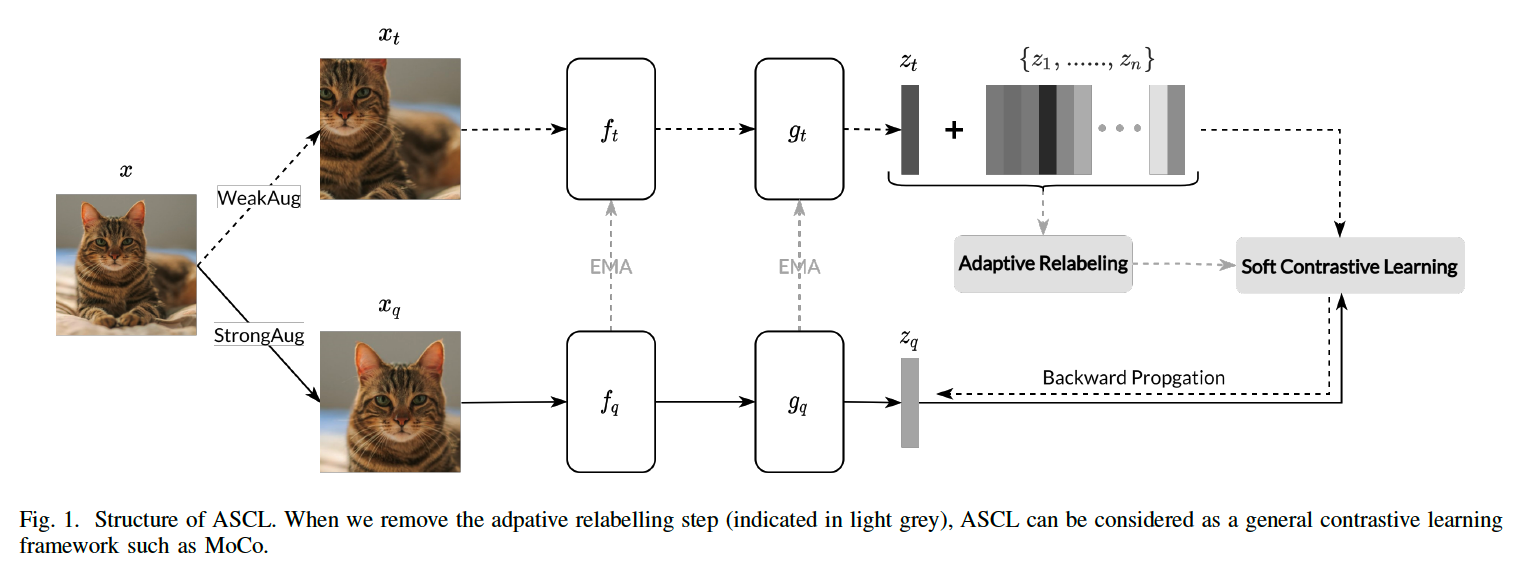 x
WeakAug
StrongAug
x_t
x_q
f_t
g_t
EMA
EMA
f_q
g_q
z_t
+
{z_1, ......, z_n}
Adaptive Relabeling
Soft Contrastive Learning
z_q
Backward Propgation
Fig. 1. Structure of ASCL. When we remove the adpative relabelling step (indicated in light grey), ASCL can be considered as a general contrastive learning
framework such as MoCo.